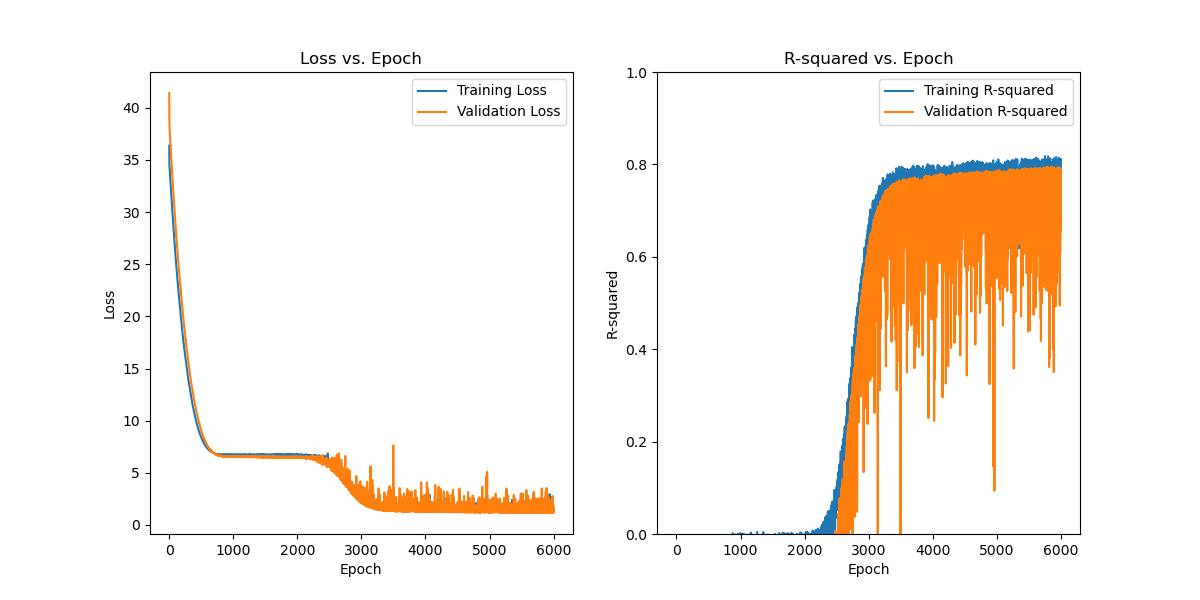 Loss vs. Epoch
Training Loss
Validation Loss
Loss
40
35
30
25
20
15
10
5
0
0 1000 2000 3000 4000 5000 6000
Epoch
R-squared vs. Epoch
Training R-squared
Validation R-squared
R-squared
1.0
0.8
0.6
0.4
0.2
0.0
0 1000 2000 3000 4000 5000 6000
Epoch